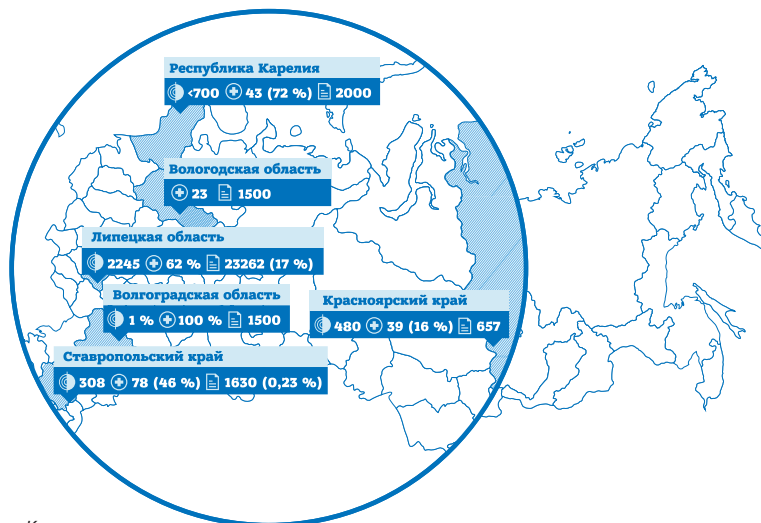 Республика Карелия
<700 43 (72 %) 2000
Вологодская область
23 1500
Липецкая область
2245 62 % 23262 (17 %)
Волгоградская область
1 % 100 % 1500
Красноярский край
480 39 (16 %) 657
Ставропольский край
308 78 (46 %) 1630 (0,23 %)